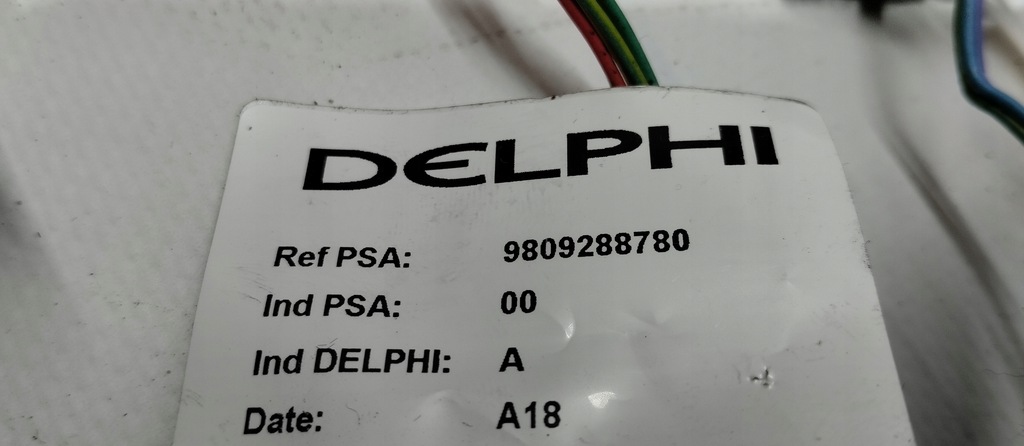 DELPHI
Ref PSA: 9809288780
Ind PSA: 00
Ind DELPHI: A
Date: A18